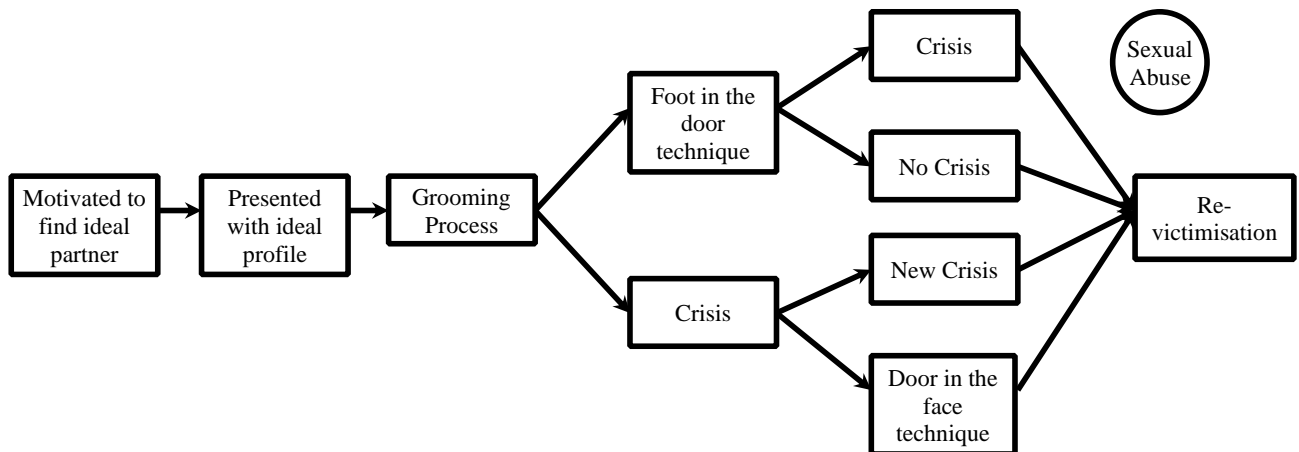 Motivated to
find ideal
partner
Presented
with ideal
profile
Grooming
Process
Foot in the
door
technique
Crisis
Crisis
No Crisis
New Crisis
Door in the
face
technique
Sexual
Abuse
Re-
victimisation